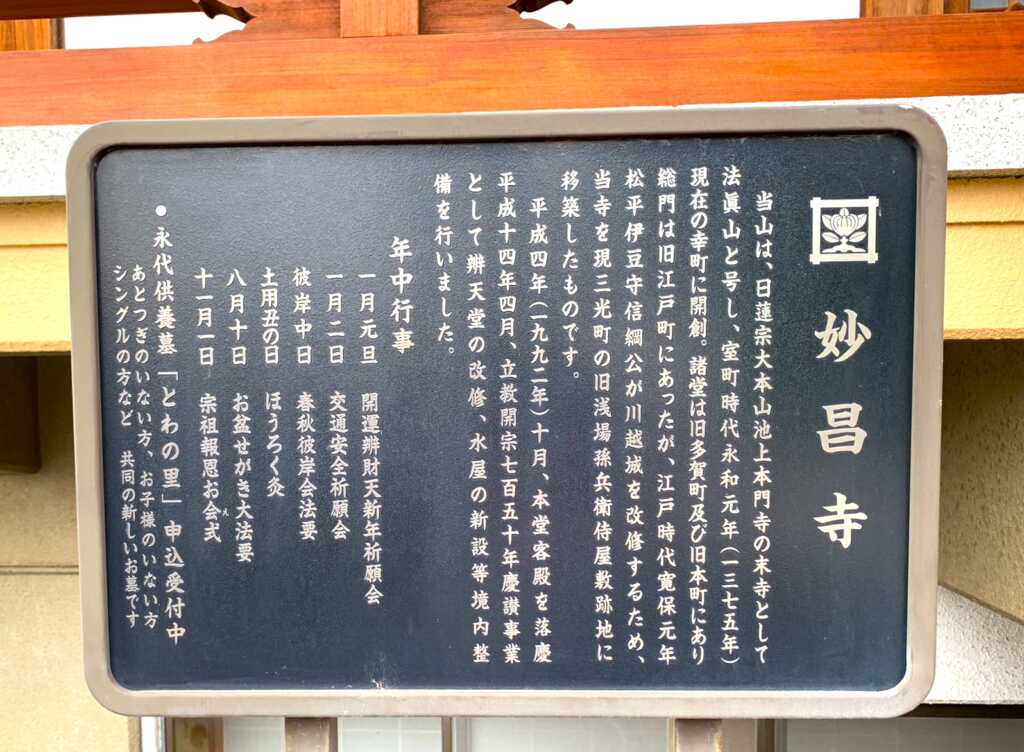 妙昌寺
当山は、日蓮宗大本山池上本門寺の末寺として
法眞山と号し、室町時代永和元年(一三七五年)
現在の幸町に開創。諸堂は旧多賀町及び旧本町にあり
総門は旧江戸町にあったが、江戸時代寛保元年
松平伊豆守信綱公が川越城を改修するため、
当寺を現三光町の旧浅場孫兵衛侍屋敷跡地に
移築したものです。
平成四年(一九九二年)十月、本堂客殿を落慶
平成十四年四月、立教開宗七百五十年慶讃事業
として辨天堂の改修、水屋の新設等境内整
備を行いました。
年中行事
一月元旦 開運辨財天新年祈願会
一月二日 交通安全祈願会
彼岸中日 春秋彼岸会法要
土用丑の日 ほうろく灸
八月十日 お盆せがき大法要
十一月一日 宗祖報恩お会式
え
●永代供養墓「とわの里」申込受付中
あとつぎのいない方、お子様のいない方
シングルの方など 共同の新しいお墓です